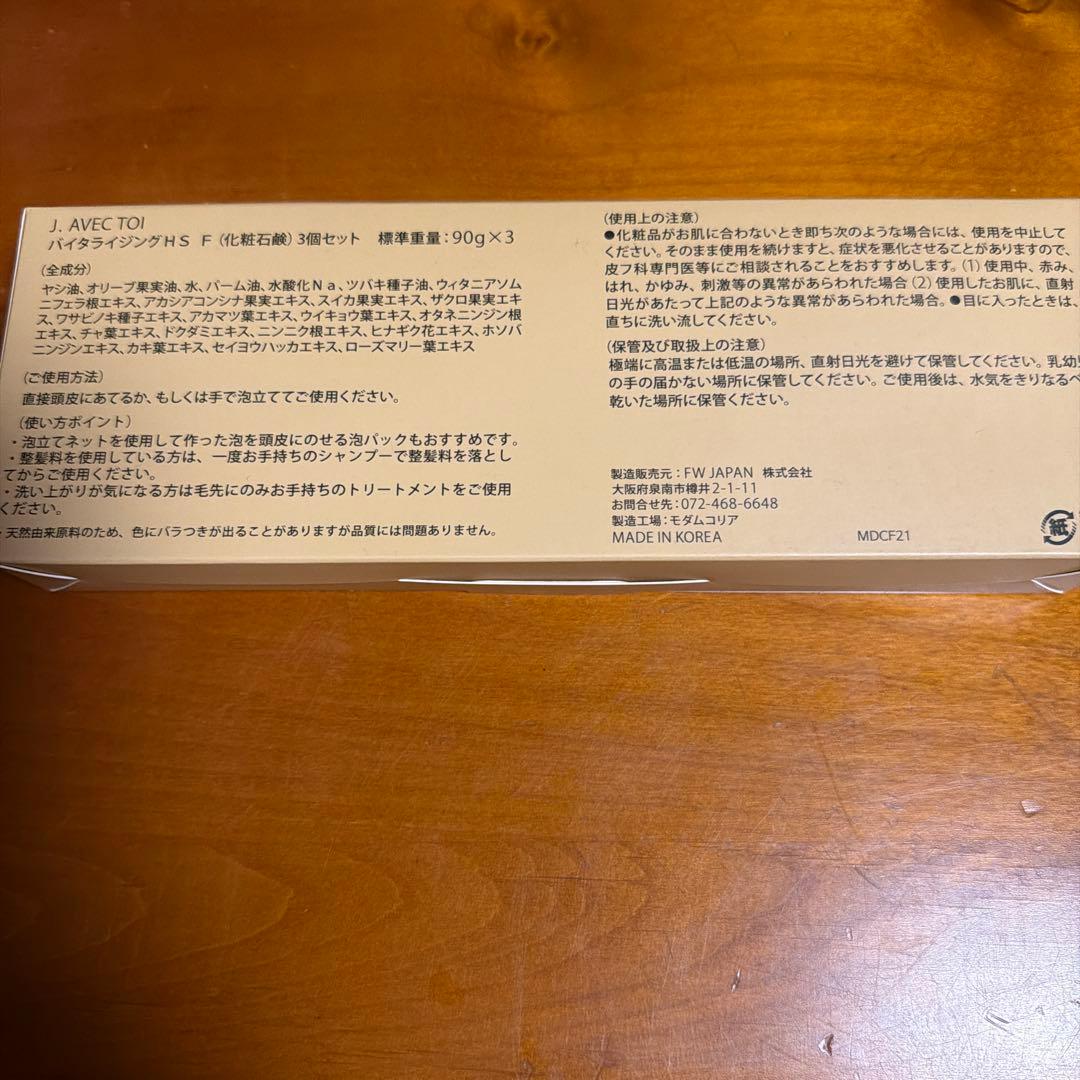 J. AVEC TOI
バイタライジングHS F (化粧石鹸) 3個セット 標準重量:90g×3
(全成分)
ヤシ油、オリーブ果実油、水、パーム油、水酸化Na、ツバキ種子油、ウィタニアソム
ニフェラ根エキス、アカシアコンシナ果実エキス、スイカ果実エキス、ザクロ果実エキ
ス、ワサビノキ種子エキス、アカマツ葉エキス、ウイキョウ葉エキス、オタネニンジン根
エキス、チャ葉エキス、ドクダミエキス、ニンニク根エキス、ヒナギク花エキス、ホソバ
ニンジンエキス、カキ葉エキス、セイヨウハッカエキス、ローズマリー葉エキス
(ご使用方法)
直接頭皮にあてるか、もしくは手で泡立ててご使用ください。
(使い方ポイント)
・泡立てネットを使用して作った泡を頭皮にのせる泡パックもおすすめです。
・整髪料を使用している方は、一度お手持ちのシャンプーで整髪料を落とし
てからご使用ください。
・洗い上がりが気になる方は毛先にのみお手持ちのトリートメントをご使用
ください。
・天然由来原料のため、色にバラつきが出ることがありますが品質には問題ありません。
(使用上の注意)
●化粧品がお肌に合わないとき即ち次のような場合には、使用を中止して
ください。そのまま使用を続けますと、症状を悪化させることがありますので、
皮フ科専門医等にご相談されることをおすすめします。(1)使用中、赤み、
はれ、かゆみ、刺激等の異常があらわれた場合(2)使用したお肌に、直射
日光があたって上記のような異常があらわれた場合。●目に入ったときは、
直ちに洗い流してください。
(保管及び取扱上の注意)
極端に高温または低温の場所、直射日光を避けて保管してください。乳幼児
の手の届かない場所に保管してください。ご使用後は、水気をきりなるべ
乾いた場所に保管ください。
製造販売元:FW JAPAN 株式会社
大阪府泉南市樽井2-1-11
お問合せ先:072-468-6648
製造工場:モダムコリア
MADE IN KOREA MDCF21
紙